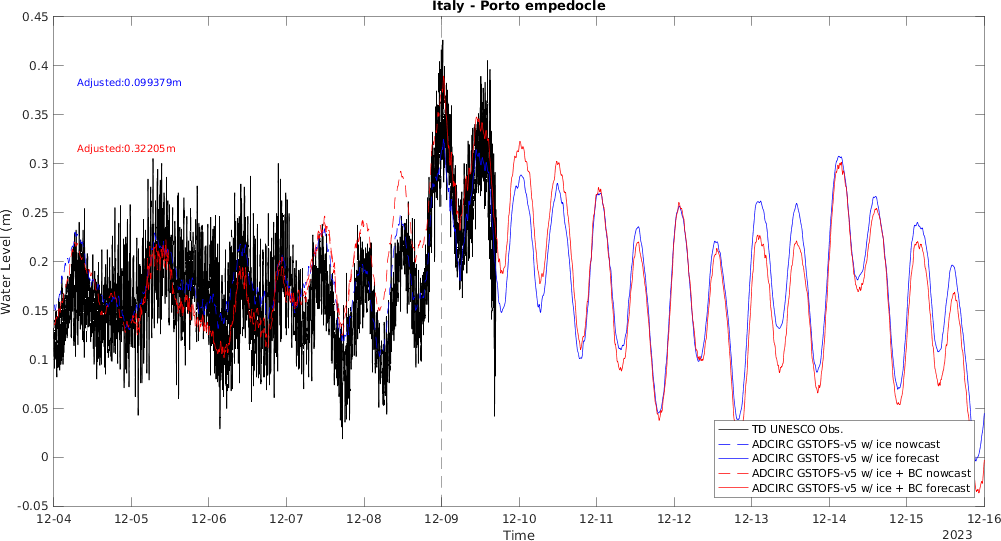 Italy - Porto empedocle
0.45
0.4
0.35
0.3
0.25
0.2
0.15
0.1
0.05
0
-0.05
Water Level (m)
Adjusted:0.099379m
Adjusted:0.32205m
TD UNESCO Obs.
ADCIRC GSTOFS-v5 w/ ice nowcast
ADCIRC GSTOFS-v5 w/ ice forecast
ADCIRC GSTOFS-v5 w/ ice + BC nowcast
ADCIRC GSTOFS-v5 w/ ice + BC forecast
12-04 12-05 12-06 12-07 12-08 12-09 12-10 12-11 12-12 12-13 12-14 12-15 12-16
Time
2023